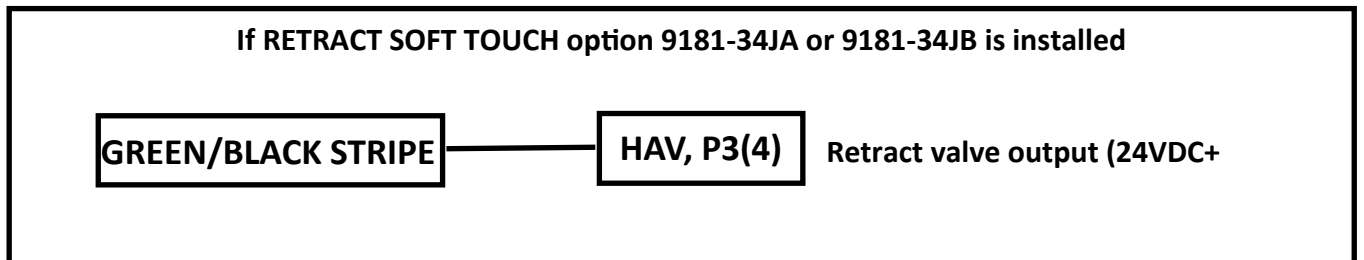 If RETRACT SOFT TOUCH option 9181-34JA or 9181-34JB is installed
GREEN/BLACK STRIPE HAV, P3(4) Retract valve output (24VDC+